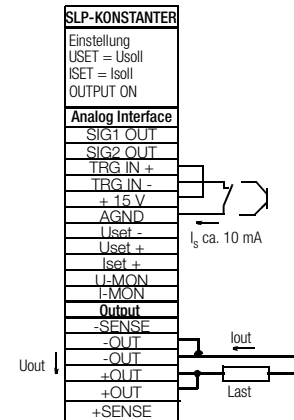 SLP-KONSTANTER
Einstellung
USET = Usoll
ISET = Isoll
OUTPUT ON
Analog Interface
SIG1 OUT
SIG2 OUT
TRG IN +
TRG IN -
+ 15 V
AGND
Uset -
Uset +
Iset +
U-MON
I-MON
Output
-SENSE
-OUT
-OUT
+OUT
+OUT
+SENSE
Is ca. 10 mA
Iout
Uout
Last